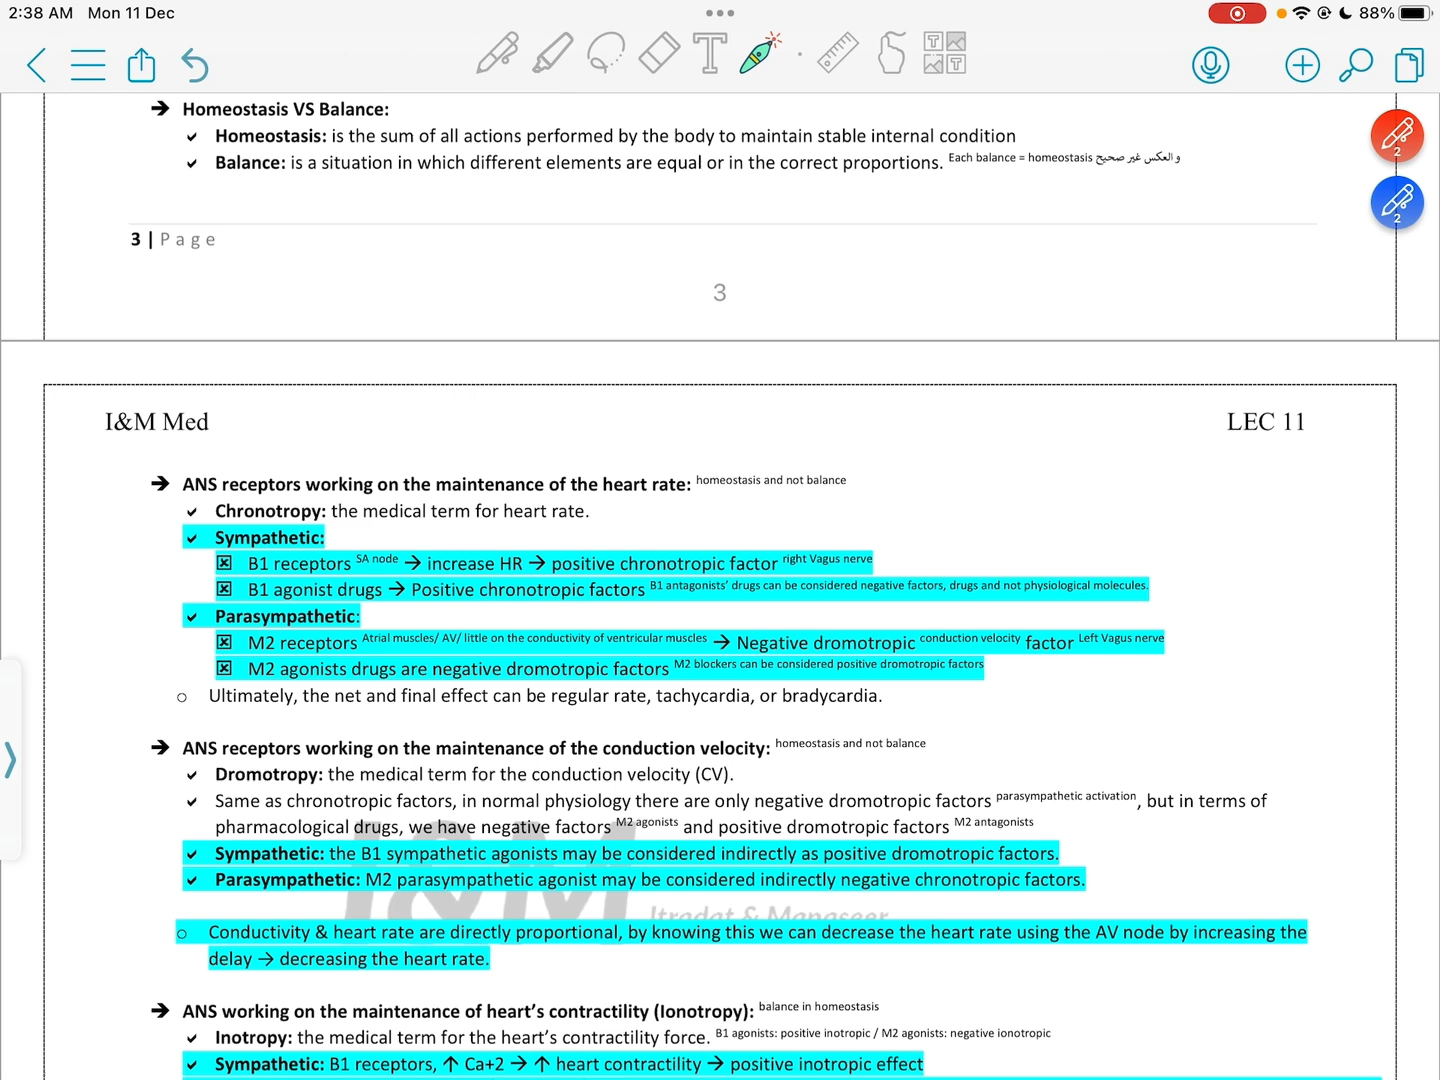 2:38 AM Mon 11 Dec
88%
➔ Homeostasis VS Balance:
✓ Homeostasis: is the sum of all actions performed by the body to maintain stable internal condition
✓ Balance: is a situation in which different elements are equal or in the correct proportions. Each balance = homeostasis والعكس غير صحيح
2
2
3 | Page
3
I&M Med
LEC 11
➔ ANS receptors working on the maintenance of the heart rate: homeostasis and not balance
✓ Chronotropy: the medical term for heart rate.
✓ Sympathetic:
☒ B1 receptors SA node → increase HR → positive chronotropic factor right Vagus nerve
☒ B1 agonist drugs → Positive chronotropic factors B1 antagonists' drugs can be considered negative factors, drugs and not physiological molecules.
✓ Parasympathetic:
☒ M2 receptors Atrial muscles/ AV/ little on the conductivity of ventricular muscles → Negative dromotropic conduction velocity factor Left Vagus nerve
☒ M2 agonists drugs are negative dromotropic factors M2 blockers can be considered positive dromotropic factors
o Ultimately, the net and final effect can be regular rate, tachycardia, or bradycardia.
➔ ANS receptors working on the maintenance of the conduction velocity: homeostasis and not balance
✓ Dromotropy: the medical term for the conduction velocity (CV).
✓ Same as chronotropic factors, in normal physiology there are only negative dromotropic factors parasympathetic activation, but in terms of
pharmacological drugs, we have negative factors M2 agonists and positive dromotropic factors M2 antagonists
✓ Sympathetic: the B1 sympathetic agonists may be considered indirectly as positive dromotropic factors.
✓ Parasympathetic: M2 parasympathetic agonist may be considered indirectly negative chronotropic factors.
I&M Itradat & Manaseer
o Conductivity & heart rate are directly proportional, by knowing this we can decrease the heart rate using the AV node by increasing the
delay → decreasing the heart rate.
➔ ANS working on the maintenance of heart's contractility (Ionotropy): balance in homeostasis
✓ Inotropy: the medical term for the heart's contractility force. B1 agonists: positive inotropic / M2 agonists: negative ionotropic
✓ Sympathetic: B1 receptors, ↑ Ca+2 → ↑ heart contractility → positive inotropic effect